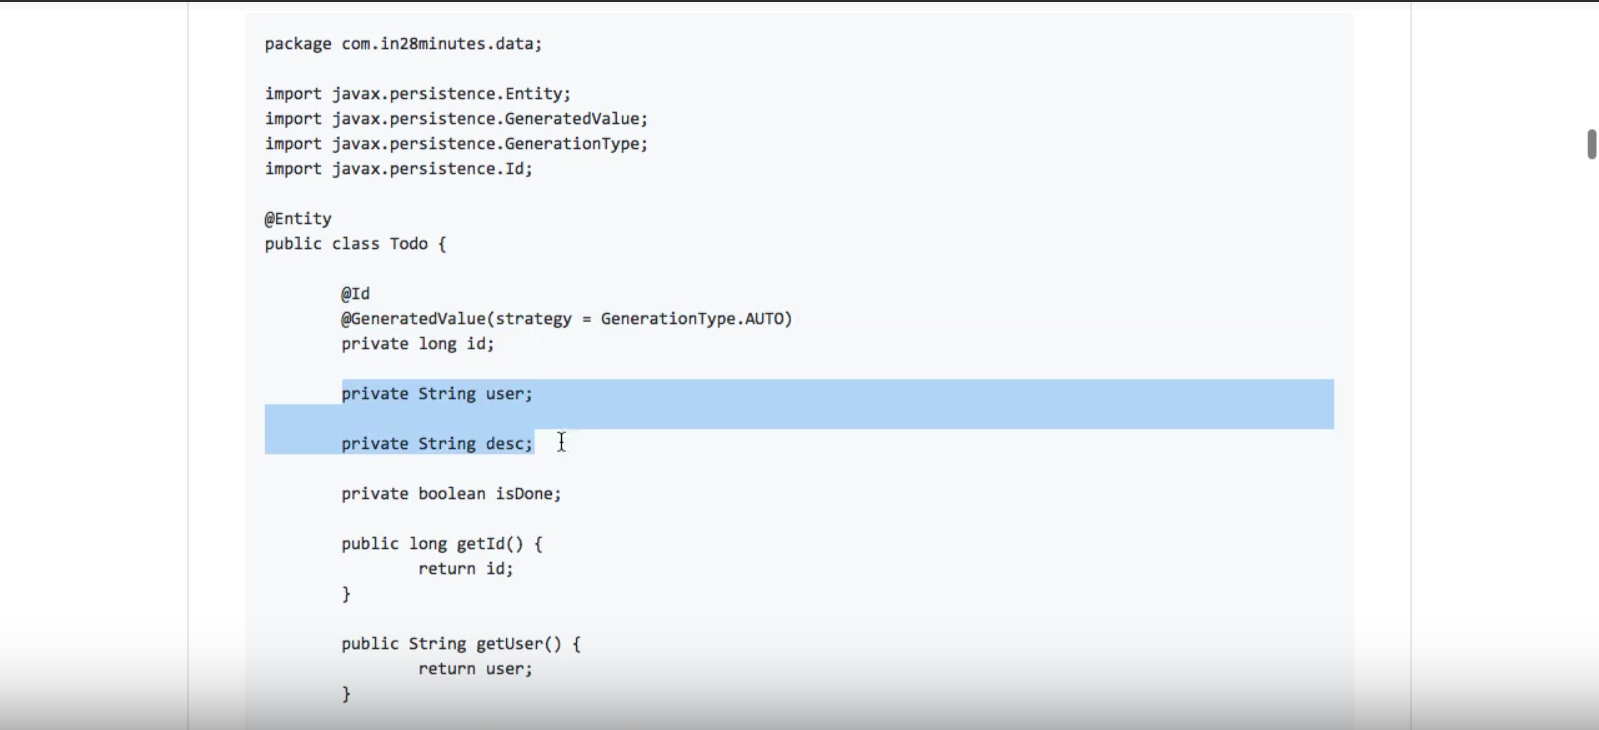 package com.in28minutes.data;
import javax.persistence.Entity;
import javax.persistence.GeneratedValue;
import javax.persistence.GenerationType;
import javax.persistence.Id;
@Entity
public class Todo {
@Id
@GeneratedValue(strategy = GenerationType.AUTO)
private long id;
private String user;
private String desc;
private boolean isDone;
public long getId() {
return id;
}
public String getUser() {
return user;
}